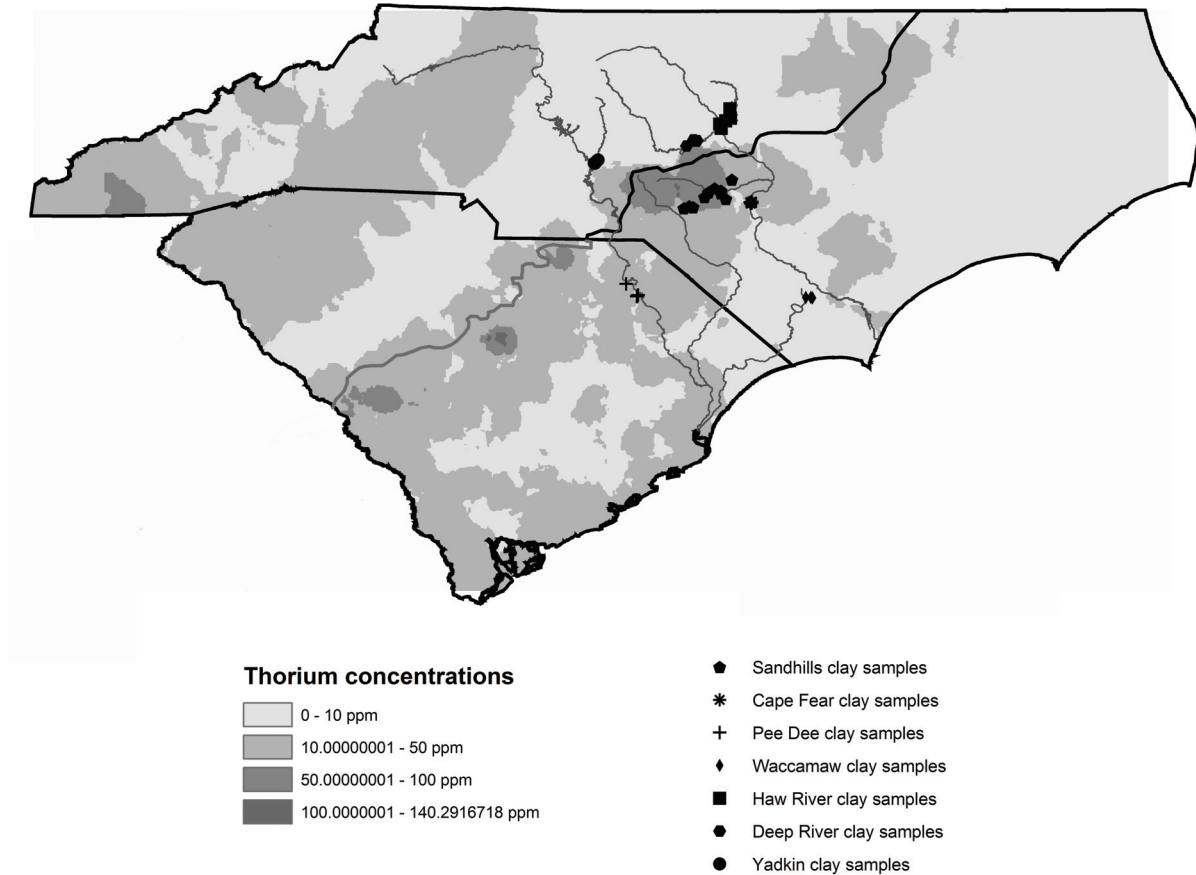 Thorium concentrations
0 - 10 ppm
10.00000001 - 50 ppm
50.00000001 - 100 ppm
100.0000001 - 140.2916718 ppm
Sandhills clay samples
Cape Fear clay samples
Pee Dee clay samples
Waccamaw clay samples
Haw River clay samples
Deep River clay samples
Yadkin clay samples